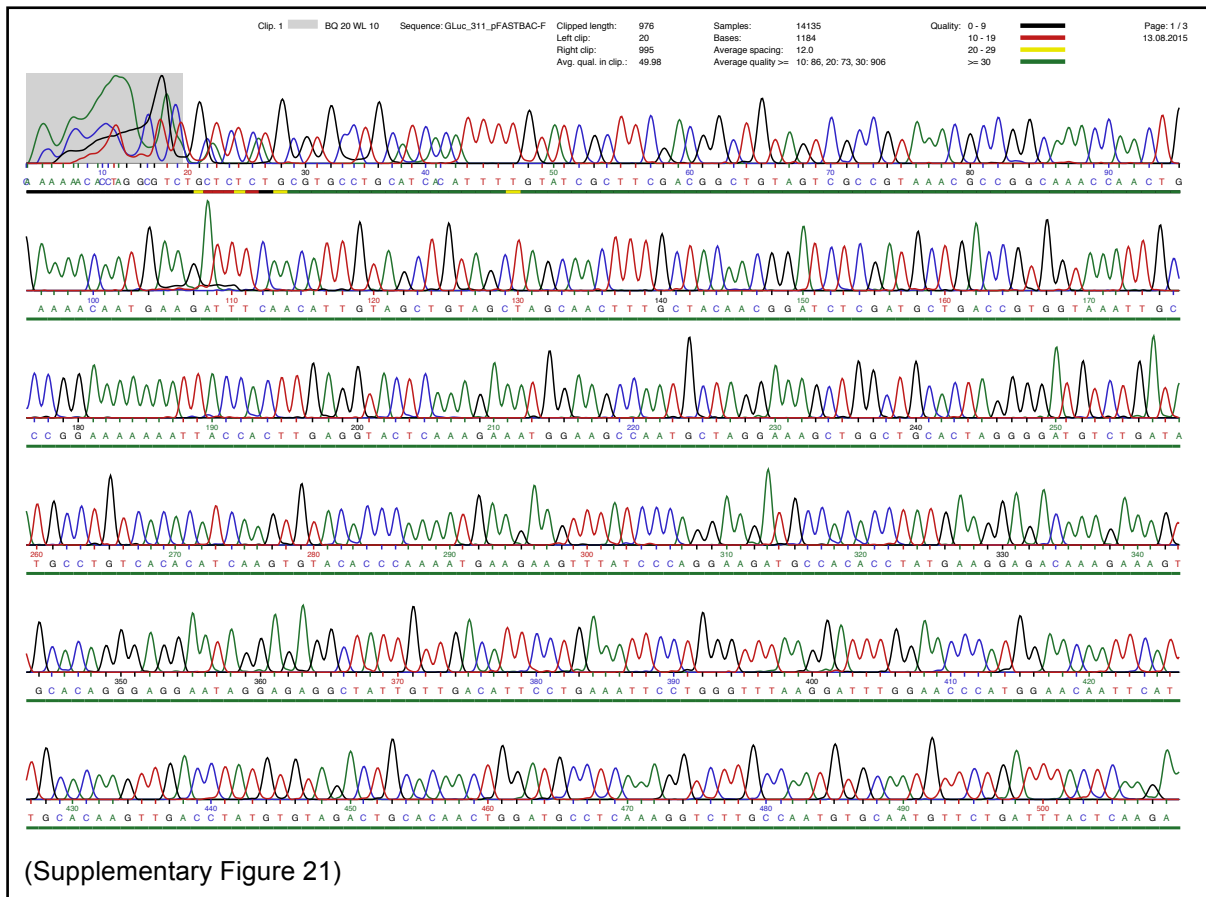 Clip. 1 BQ 20 WL 10 Sequence: GLuc_311_pFASTBAC-F Clipped length: 976 Samples: 14135 Quality: 0 - 9 Page: 1 / 3
Left clip: 20 Bases: 1184 10 - 19 13.08.2015
Right clip: 995 Average spacing: 12.0 20 - 29
Avg. qual. in clip.: 49.98 Average quality >= 10: 86, 20: 73, 30: 906 >= 30
10 20 30 40 50 60 70 80 90
AAAAACACCTAGGCGTCTGCTCTCTGCGTGCCTGCATCACATTTTTGTATCGCTTCGACGGCTGTAGTCGCCGTAAACGCCGGCAAACCAACTG
100 110 120 130 140 150 160 170
AAAACAATGAAGATTTCAACATTGTAGCTGTAGCTAGCAACTTTGCTACAACGGATCTCGATGCTGACCGTGGTAAATTGC
180 190 200 210 220 230 240 250
CCGGAAAAAAATTACCACTTGAGGTACTCAAAGAAATGGAAGCCAATGCTAGGAAAGCTGGCTGCACTAGGGGATGTCTGATA
260 270 280 290 300 310 320 330 340
TGCCTGTCACACATCAAGTGTACACCCAAAATGAAGAAGTTTATCCCAGGAAGATGCCACACCTATGAAGGAGACAAAGAAAGT
350 360 370 380 390 400 410 420
GCACAGGGAGGAATAGGAGAGGCTATTGTTGACATTCCTGAAATTCCTGGGTTTAAGGATTTGGAACCCATGGAACAATTCAT
430 440 450 460 470 480 490 500
TGCACAAGTTGACCTATGTGTAGACTGCACAACTGGATGCCTCAAAGGTCTTGCCAATGTGCAATGTTCTGATTTACTCAAGA
(Supplementary Figure 21)